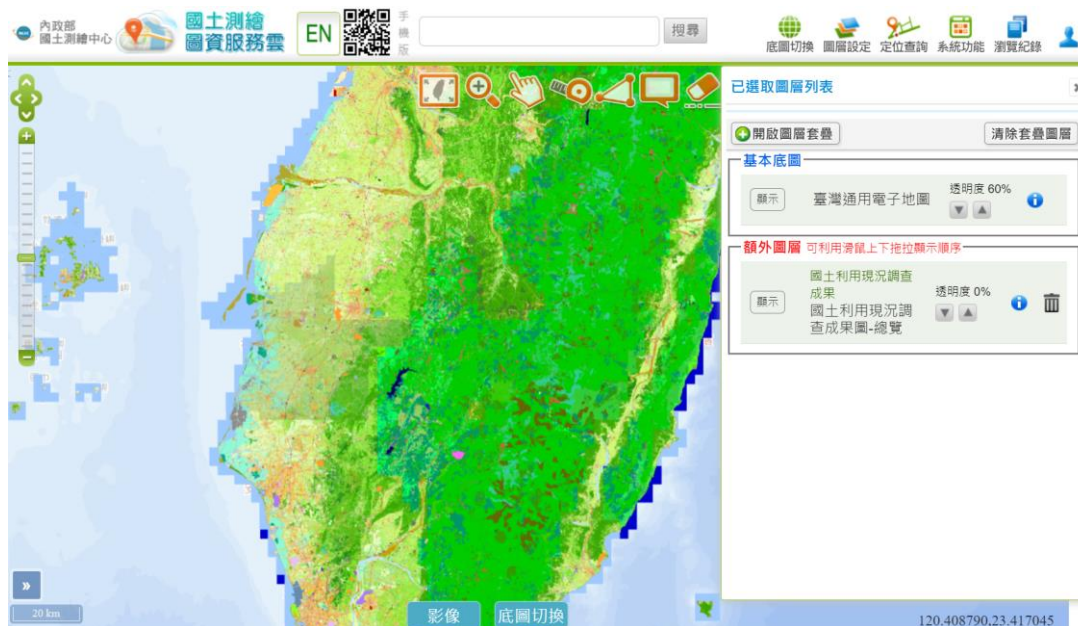 內政部
國土測繪中心
國土測繪
圖資服務雲
EN
手機版
搜尋
底圖切換
圖層設定
定位查詢
系統功能
瀏覽紀錄
已選取圖層列表
開啟圖層套疊
清除套疊圖層
基本底圖
顯示
臺灣通用電子地圖
透明度 60%
額外圖層 可利用滑鼠上下拖拉顯示順序
顯示
國土利用現況調查
成果
國土利用現況調
查成果圖-總覽
透明度 0%
»
20 km
影像
底圖切換
120.408790,23.417045